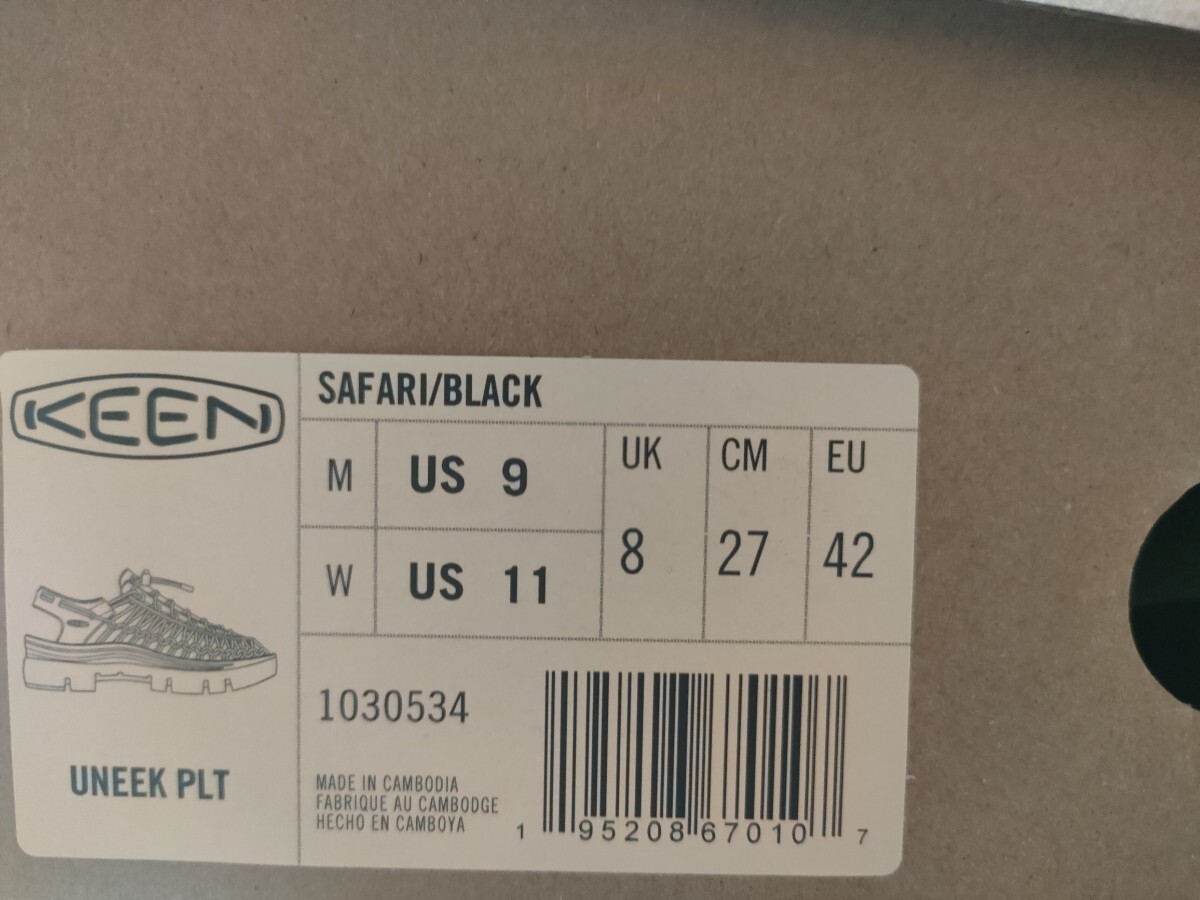 KEEN
SAFARI/BLACK
M US 9
W US 11
UK CM EU
8 27 42
UNEEK PLT
1030534
MADE IN CAMBODIA
FABRIQUE AU CAMBODGE
HECHO EN CAMBOYA
1 95208 67010 7